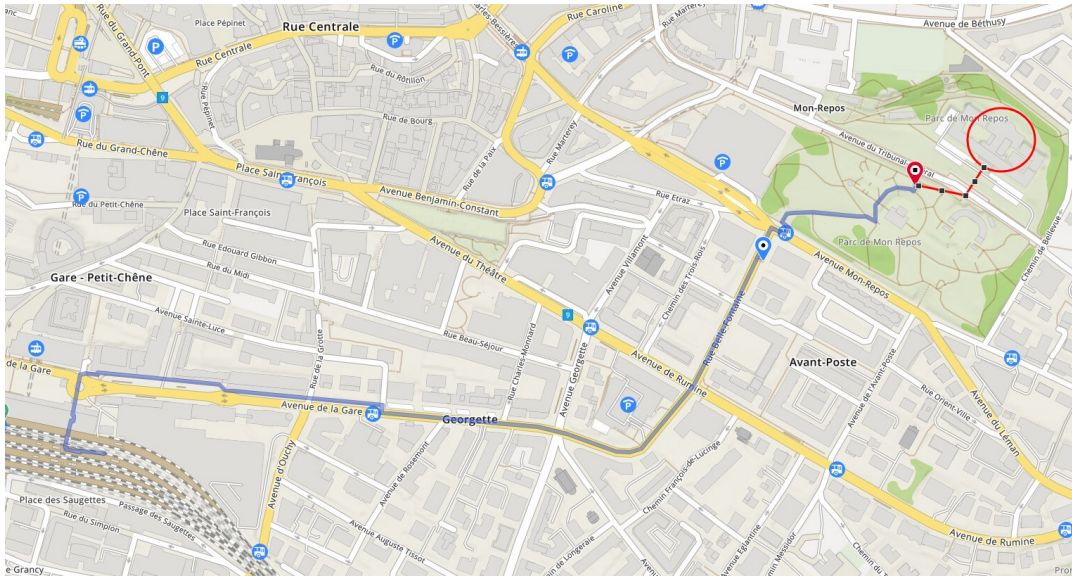 Place Pépinet
Rue du Grand-Pont
Rue Centrale
Rue Centrale
9
Rue Caroline
Rue Marterey
Avenue de Béthusy
P
P
P
P
P
P
P
Rue du Rôtillon
Rue Pépinet
Rue de Bourg
Rue de la Paix
Rue Marterey
Mon-Repos
Parc de Mon Repos
Rue du Grand-Chêne
Place Saint-François
Avenue Benjamin-Constant
Rue Etraz
Rue du Petit-Chêne
Place Saint-François
Parc de Mon Repos
Chemin de Bellevue
Rue Edouard Gibbon
Rue du Midi
Avenue du Théâtre
Avenue Villamont
Chemin des Trois-Rois
Avenue Mon-Repos
Gare - Petit-Chêne
Avenue Sainte-Luce
Rue de la Grotte
Rue Beau-Séjour
Rue Charles-Monnard
9
Avenue Georgette
Rue Belle-Fontaine
Avenue de Rumine
Avant-Poste
Avenue de l'Avant-Poste
Rue Orient-Ville
Avenue du Léman
de la Gare
Avenue de la Gare
Georgette
Avenue d'Ouchy
Avenue de Rosemont
Chemin François-de-Lucinge
Place des Saugettes
Rue du Simplon
Passage des Saugettes
Avenue Auguste Tissot
Chemin de Longeraie
Avenue Eglantine
Chemin Messidor
Avenue de Rumine
e Grancy
Chemin du T
Pro